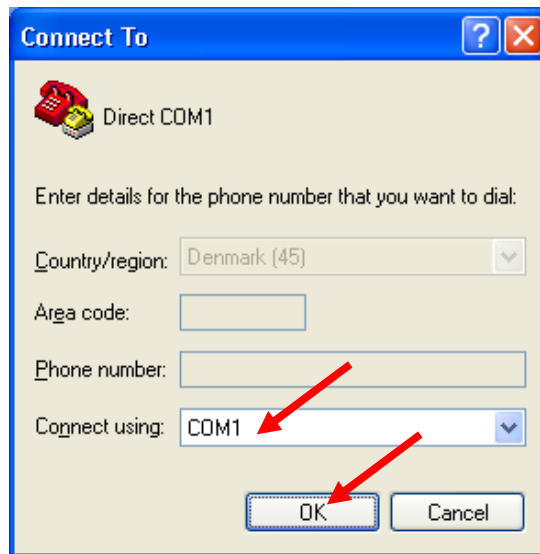 Connect To
Direct COM1
Enter details for the phone number that you want to dial:
Country/region: Denmark (45)
Area code:
Phone number:
Connect using: COM1
OK Cancel